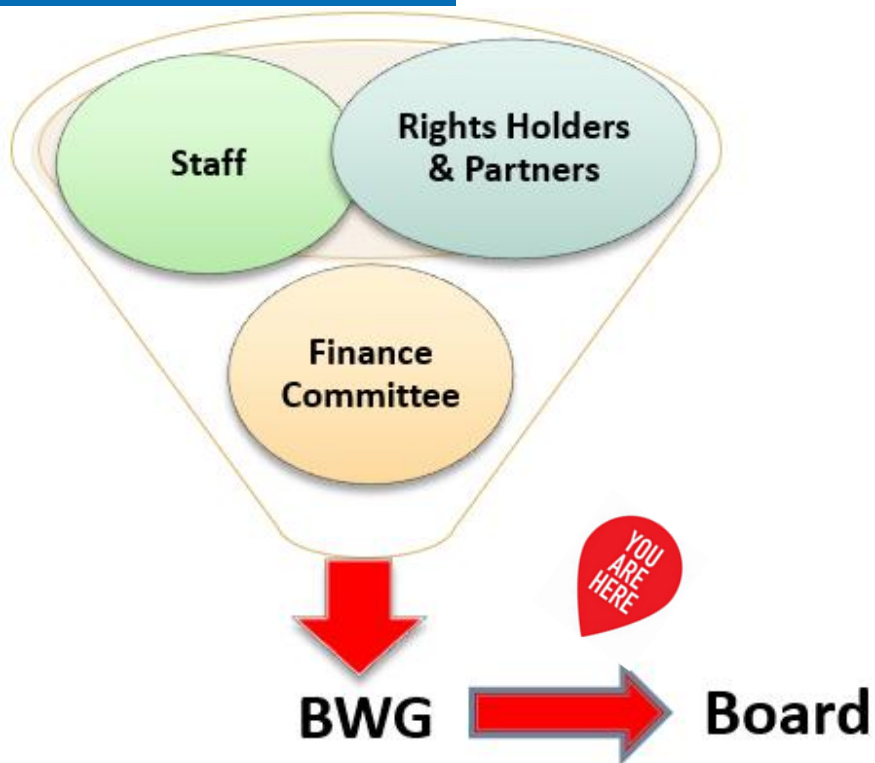 Staff
Rights Holders
& Partners
Finance
Committee
YOU
ARE
HERE
BWG
Board